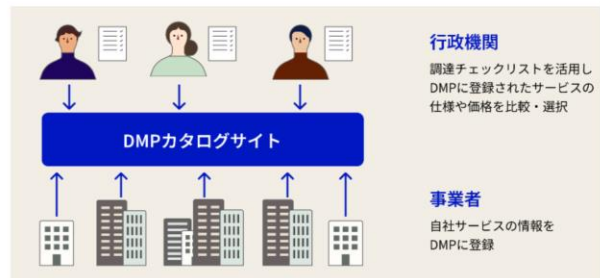 行政機関
調達チェックリストを活用し
DMPに登録されたサービスの
仕様や価格を比較・選択
DMPカタログサイト
事業者
自社サービスの情報を
DMPに登録